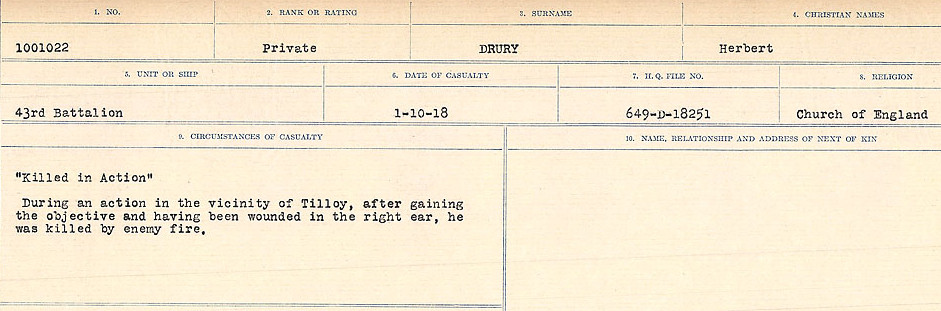 1. NO. 2. RANK OR RATING 3. SURNAME 4. CHRISTIAN NAMES
1001022 Private DRURY Herbert
5. UNIT OR SHIP 6. DATE OF CASUALTY 7. H.Q. FILE NO. 8. RELIGION
43rd Battalion 1-10-18 649-D-18251 Church of England
9. CIRCUMSTANCES OF CASUALTY 10. NAME, RELATIONSHIP AND ADDRESS OF NEXT OF KIN
"Killed in Action"
During an action in the vicinity of Tilloy, after gaining
the objective and having been wounded in the right ear, he
was killed by enemy fire.